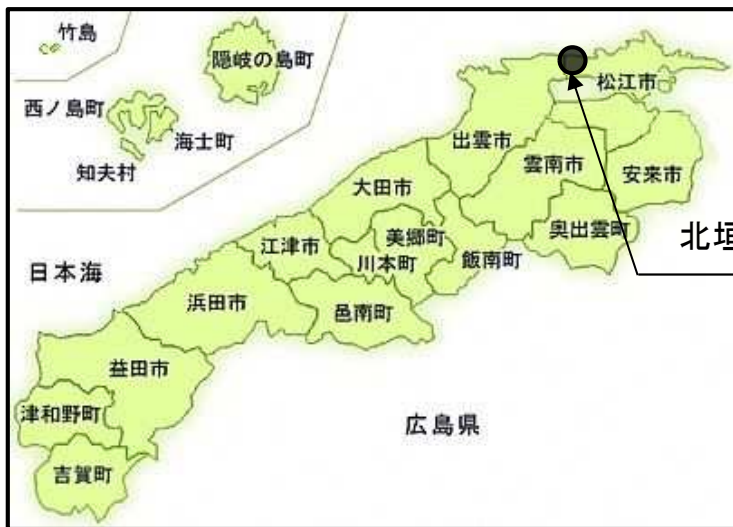 竹島
隠岐の島町
西ノ島町
海士町
知夫村
松江市
出雲市
雲南市
安来市
大田市
奥出雲町
美郷町
江津市
川本町
飯南町
北垣
日本海
浜田市
邑南町
益田市
津和野町
広島県
吉賀町